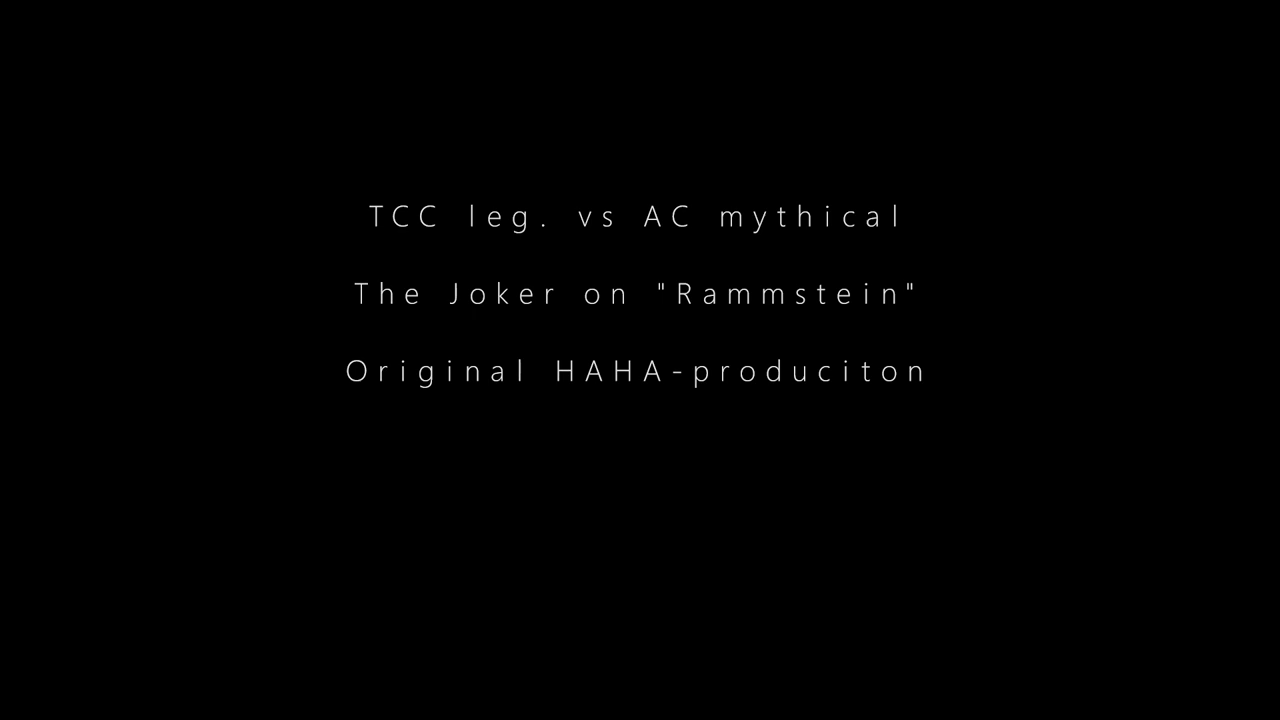 TCC leg. vs AC mythical
The Joker on "Rammstein"
Original HAHA-produciton